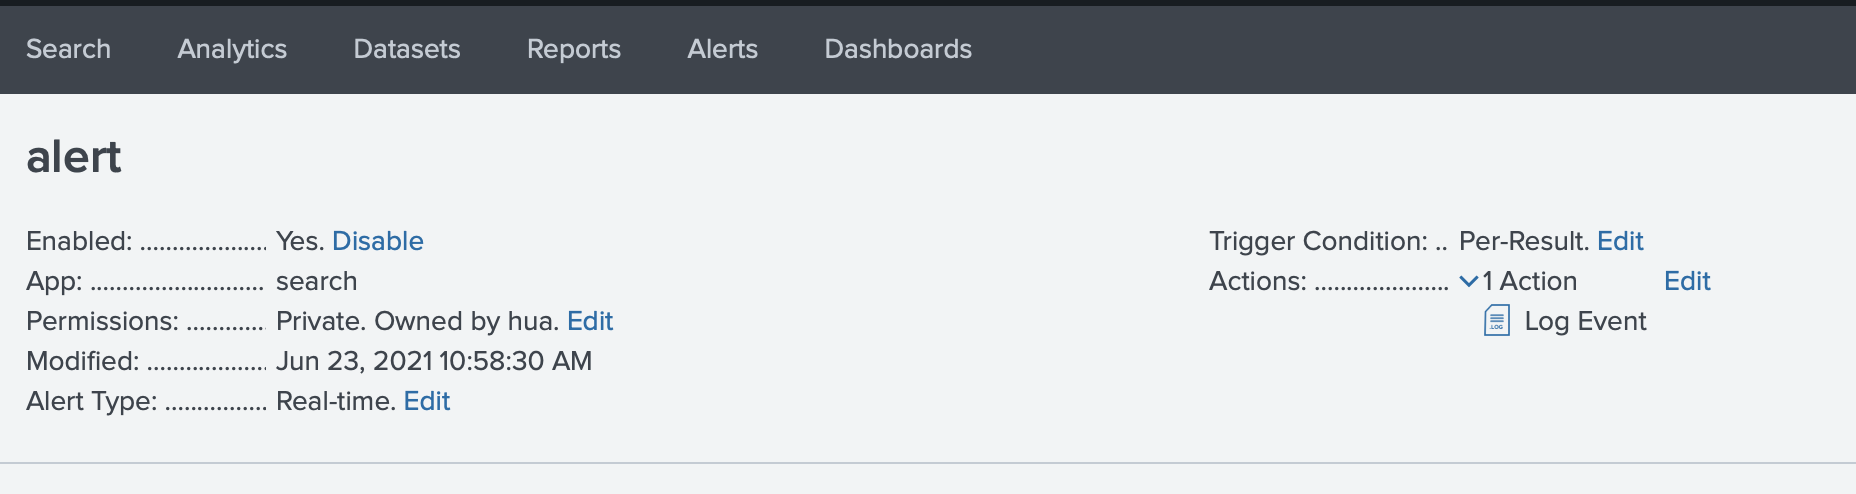 Search Analytics Datasets Reports Alerts Dashboards
alert
Enabled: .................... Yes. Disable
App: ........................... search
Permissions: ............. Private. Owned by hua. Edit
Modified: ................... Jun 23, 2021 10:58:30 AM
Alert Type: ................ Real-time. Edit
Trigger Condition: .. Per-Result. Edit
Actions: ..................... 1 Action Edit
.LOG Log Event